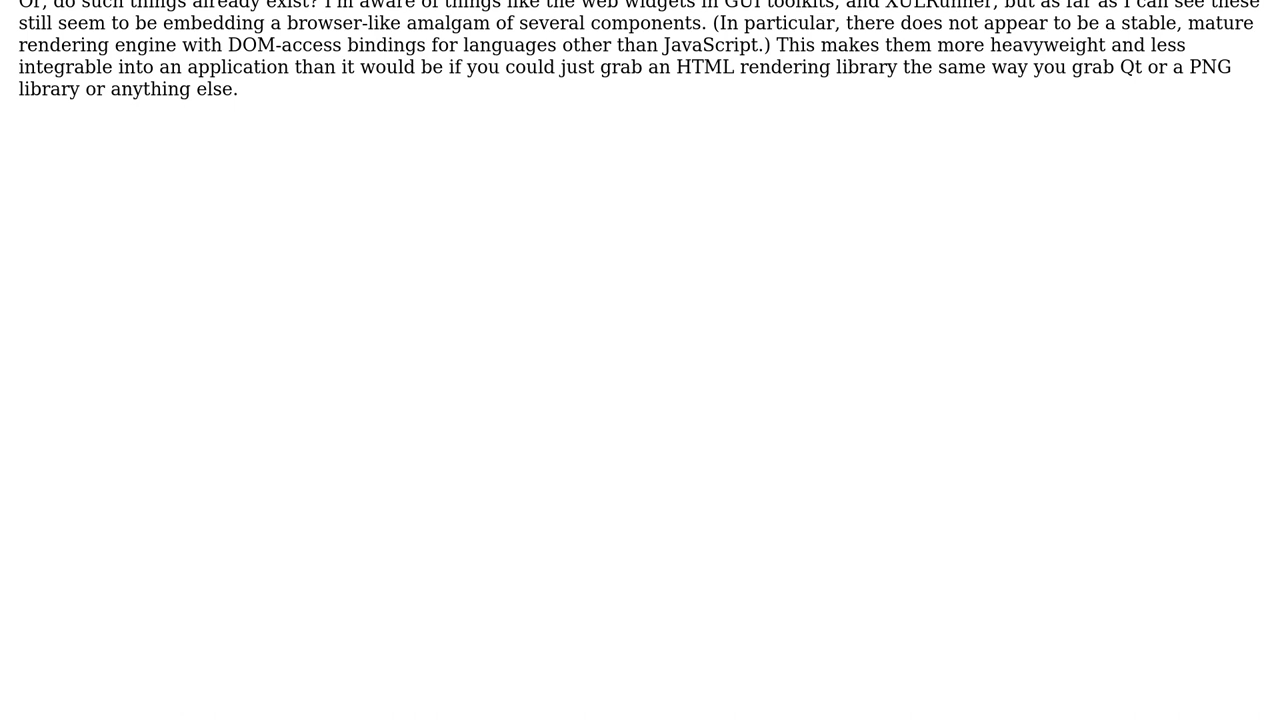 Or, do such things already exist? I'm aware of things like the web widgets in GUI toolkits, and XULRunner, but as far as I can see these
still seem to be embedding a browser-like amalgam of several components. (In particular, there does not appear to be a stable, mature
rendering engine with DOM-access bindings for languages other than JavaScript.) This makes them more heavyweight and less
integrable into an application than it would be if you could just grab an HTML rendering library the same way you grab Qt or a PNG
library or anything else.